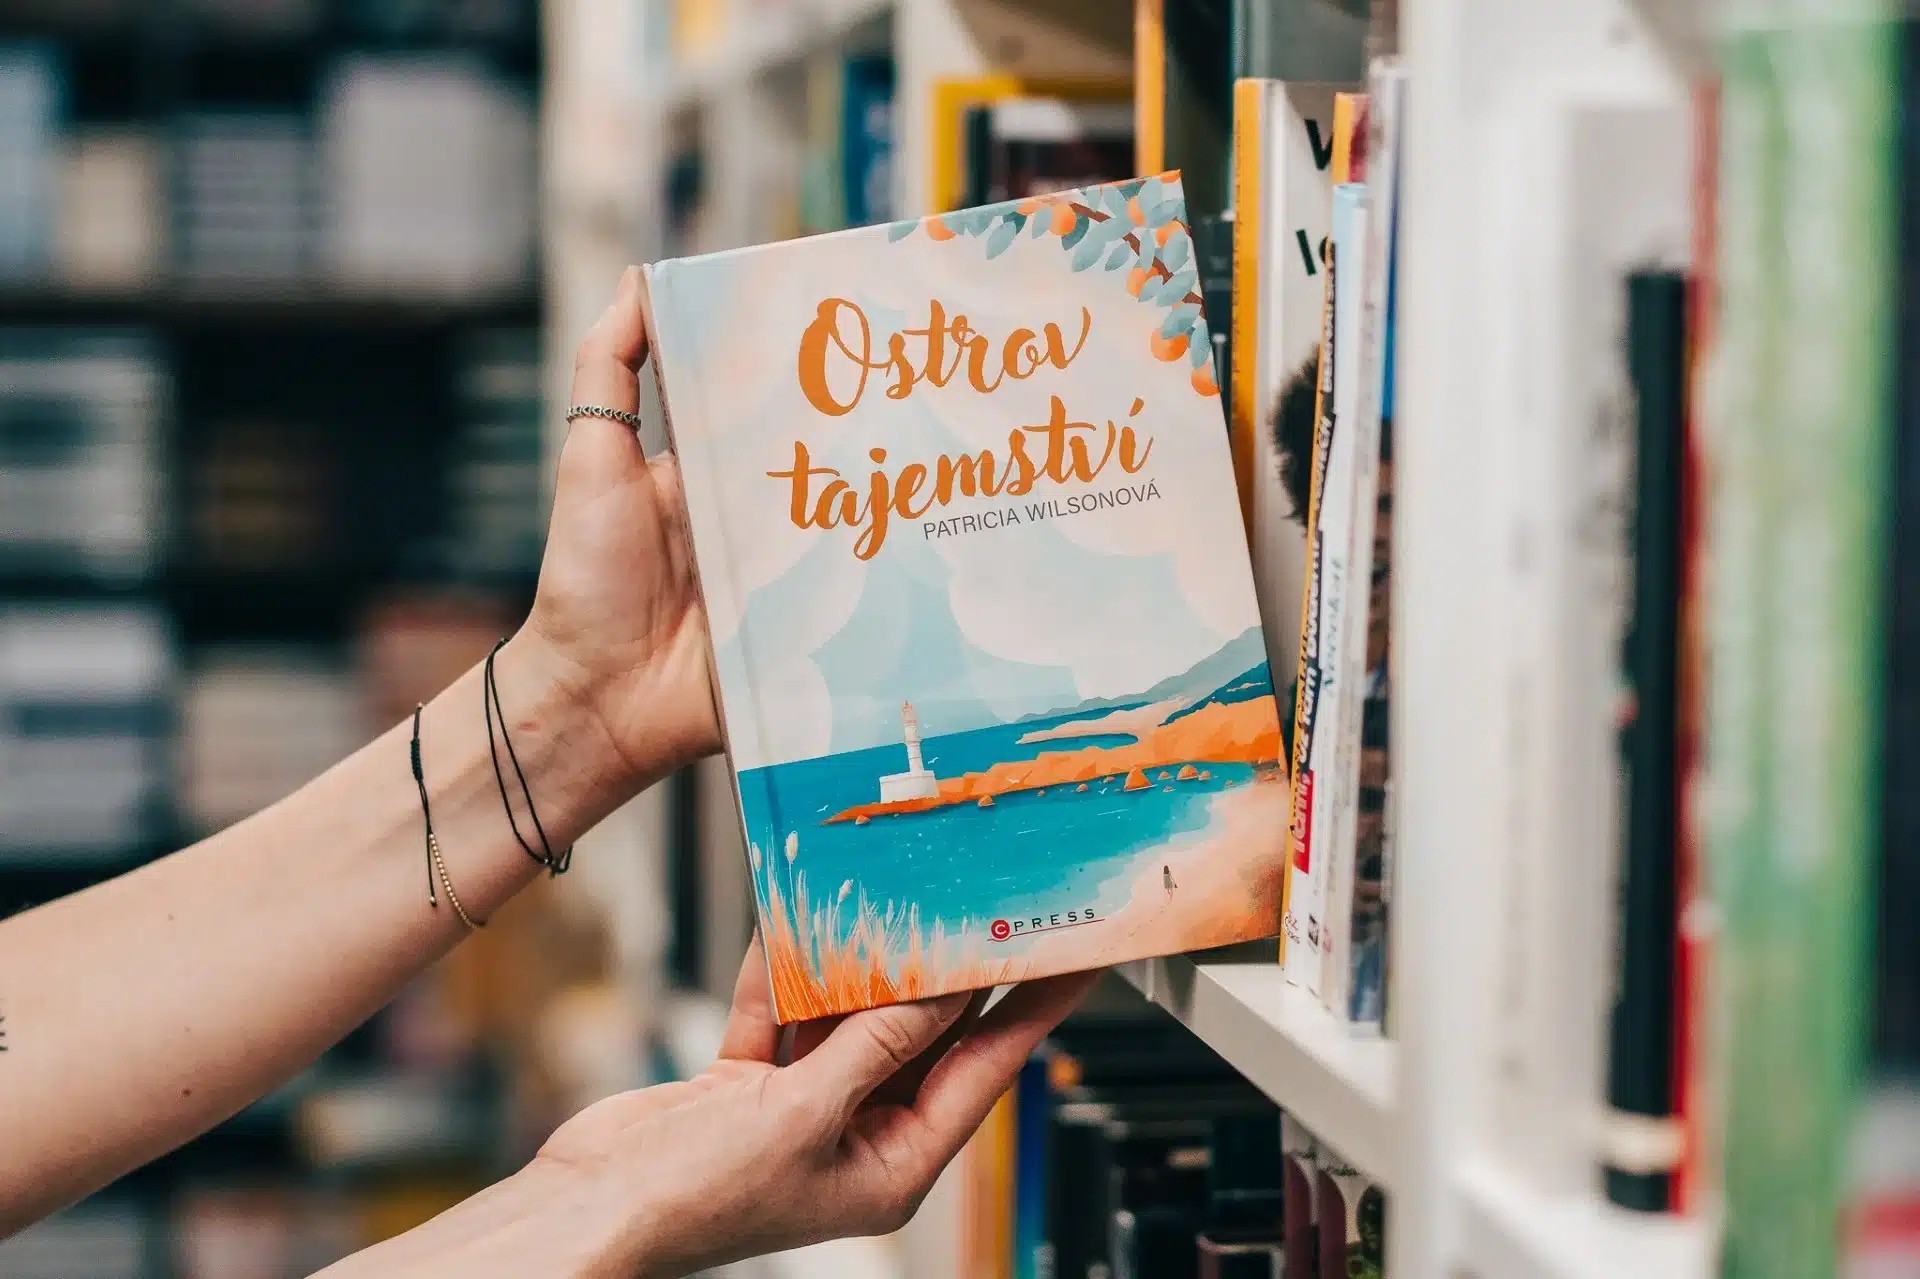 Ostrov
tajemství
PATRICIA WILSONOVÁ
CPRESS